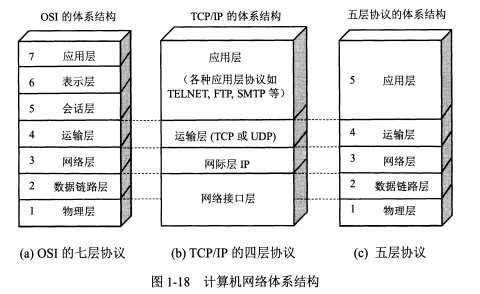 OSI 的体系结构
7 应用层
6 表示层
5 会话层
4 运输层
3 网络层
2 数据链路层
1 物理层
(a) OSI 的七层协议
TCP/IP 的体系结构
应用层
（各种应用层协议如
TELNET, FTP, SMTP 等）
运输层 (TCP 或 UDP)
网际层 IP
网络接口层
(b) TCP/IP 的四层协议
五层协议的体系结构
5 应用层
4 运输层
3 网络层
2 数据链路层
1 物理层
(c) 五层协议
图 1-18 计算机网络体系结构